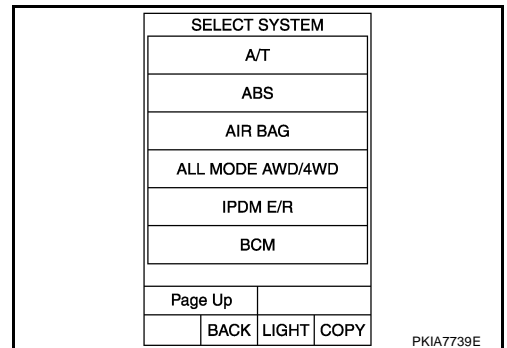 SELECT SYSTEM
A/T
ABS
AIR BAG
ALL MODE AWD/4WD
IPDM E/R
BCM
Page Up
BACK LIGHT COPY
PKIA7739E